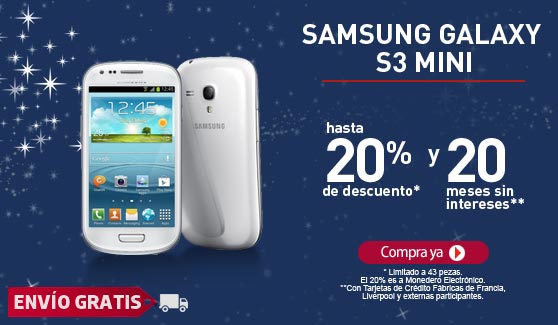 SAMSUNG GALAXY
S3 MINI
hasta
20% y 20
de descuento* meses sin
intereses**
Compra ya
* Limitado a 43 pezas.
El 20% es a Monedero Electrónico.
**Con Tarjetas de Crédito Fábricas de Francia,
Liverpool y externas participantes.
ENVÍO GRATIS
12:45
SAMSUNG